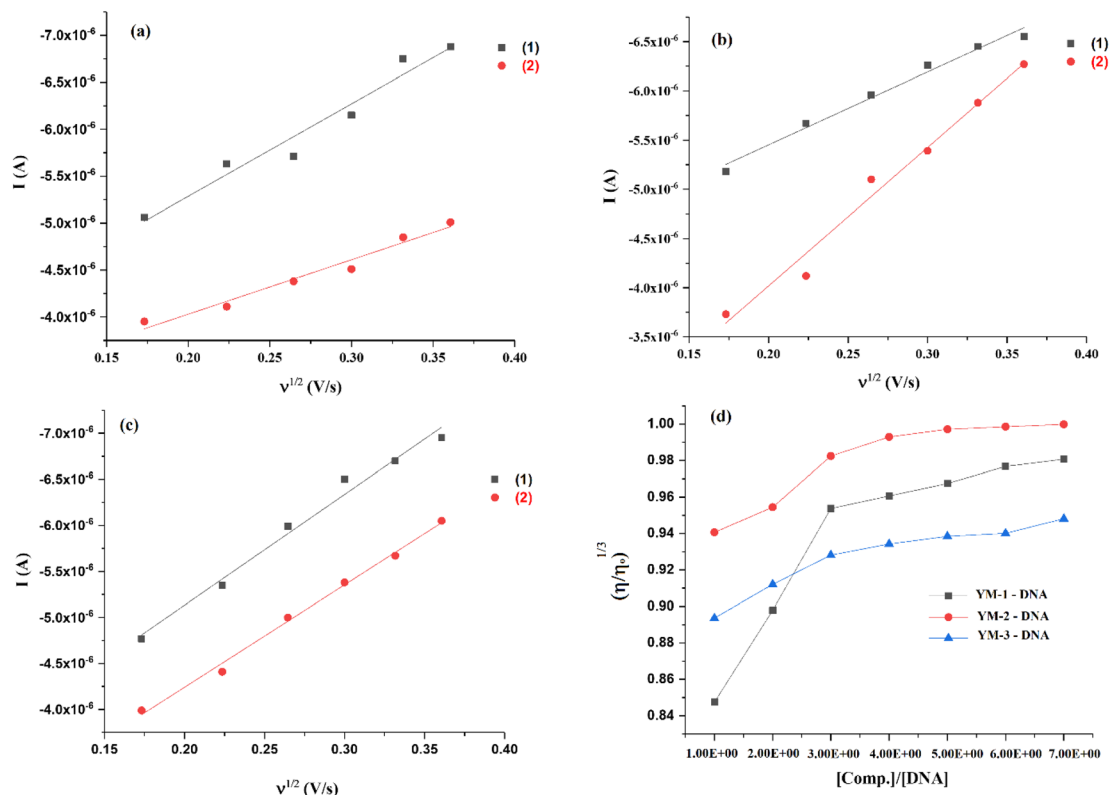 (a)
-7.0x10⁻⁶
-6.5x10⁻⁶
-6.0x10⁻⁶
-5.5x10⁻⁶
-5.0x10⁻⁶
-4.5x10⁻⁶
-4.0x10⁻⁶
I (A)
0.15 0.20 0.25 0.30 0.35 0.40
ν^1/2 (V/s)
(1)
(2)
(b)
-6.5x10⁻⁶
-6.0x10⁻⁶
-5.5x10⁻⁶
-5.0x10⁻⁶
-4.5x10⁻⁶
-4.0x10⁻⁶
-3.5x10⁻⁶
I (A)
0.15 0.20 0.25 0.30 0.35 0.40
ν^1/2 (V/s)
(1)
(2)
(c)
-7.0x10⁻⁶
-6.5x10⁻⁶
-6.0x10⁻⁶
-5.5x10⁻⁶
-5.0x10⁻⁶
-4.5x10⁻⁶
-4.0x10⁻⁶
I (A)
0.15 0.20 0.25 0.30 0.35 0.40
ν^1/2 (V/s)
(1)
(2)
(d)
1.00
0.98
0.96
0.94
0.92
0.90
0.88
0.86
0.84
(η/η₀)^1/3
YM-1 - DNA
YM-2 - DNA
YM-3 - DNA
1.00E+00 2.00E+00 3.00E+00 4.00E+00 5.00E+00 6.00E+00 7.00E+00
[Comp.]/[DNA]